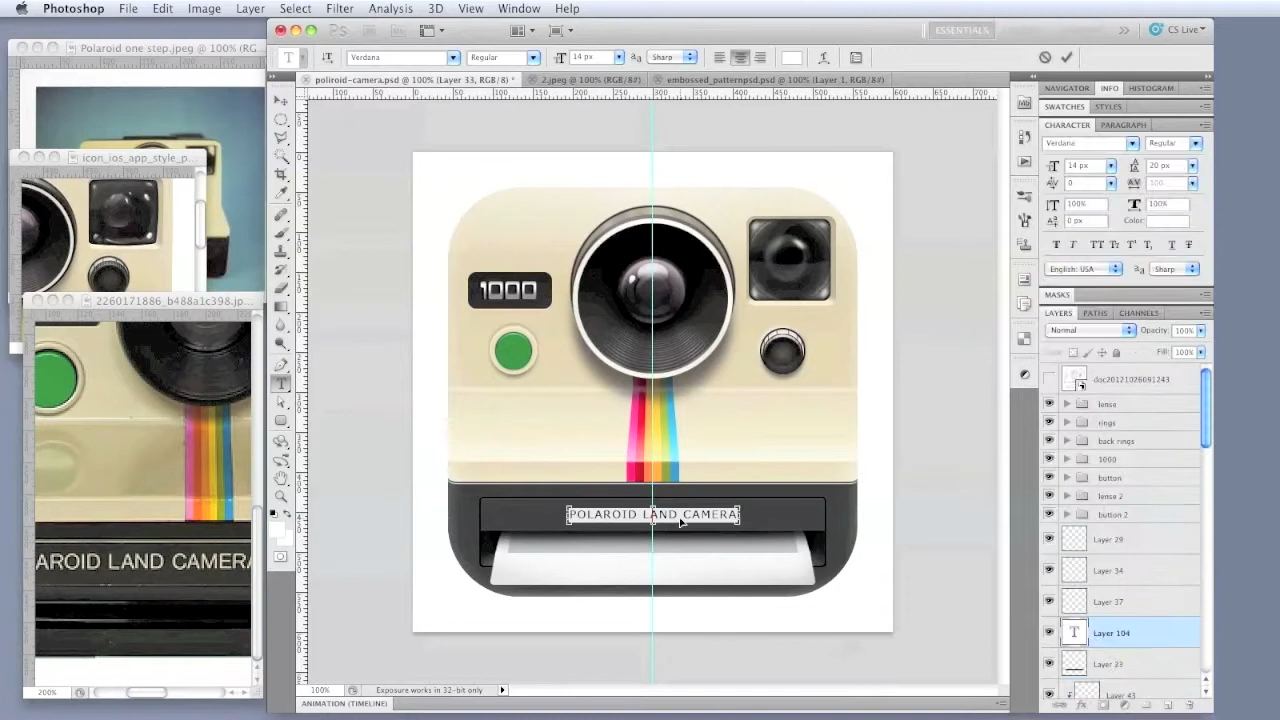 Photoshop File Edit Image Layer Select Filter Analysis 3D View Window Help
ESSENTIALS
CS Live
Verdana Regular 14 px Sharp
Polaroid one step.jpeg @ 100% (RG
poliroid-camera.psd @ 100% (Layer 33, RGB/8) *
2.jpeg @ 100% (RGB/8#)
embossed_patternpsd.psd @ 100% (Layer 1, RGB/8#)
icon_ios_app_style_p...
2260171886_b488a1c398.jp...
AROID LAND CAMERA
200%
1000
POLAROID LAND CAMERA
100%
Exposure works in 32-bit only
ANIMATION (TIMELINE)
NAVIGATOR INFO HISTOGRAM
SWATCHES STYLES
CHARACTER PARAGRAPH
Verdana Regular
14 px 20 px
0 100
100% 100%
0 px Color:
English: USA Sharp
MASKS
LAYERS PATHS CHANNELS
Normal Opacity: 100%
Fill: 100%
doc20121026091243
lense
rings
back rings
1000
button
lense 2
button 2
Layer 29
Layer 34
Layer 37
Layer 104
Layer 23
Layer 43